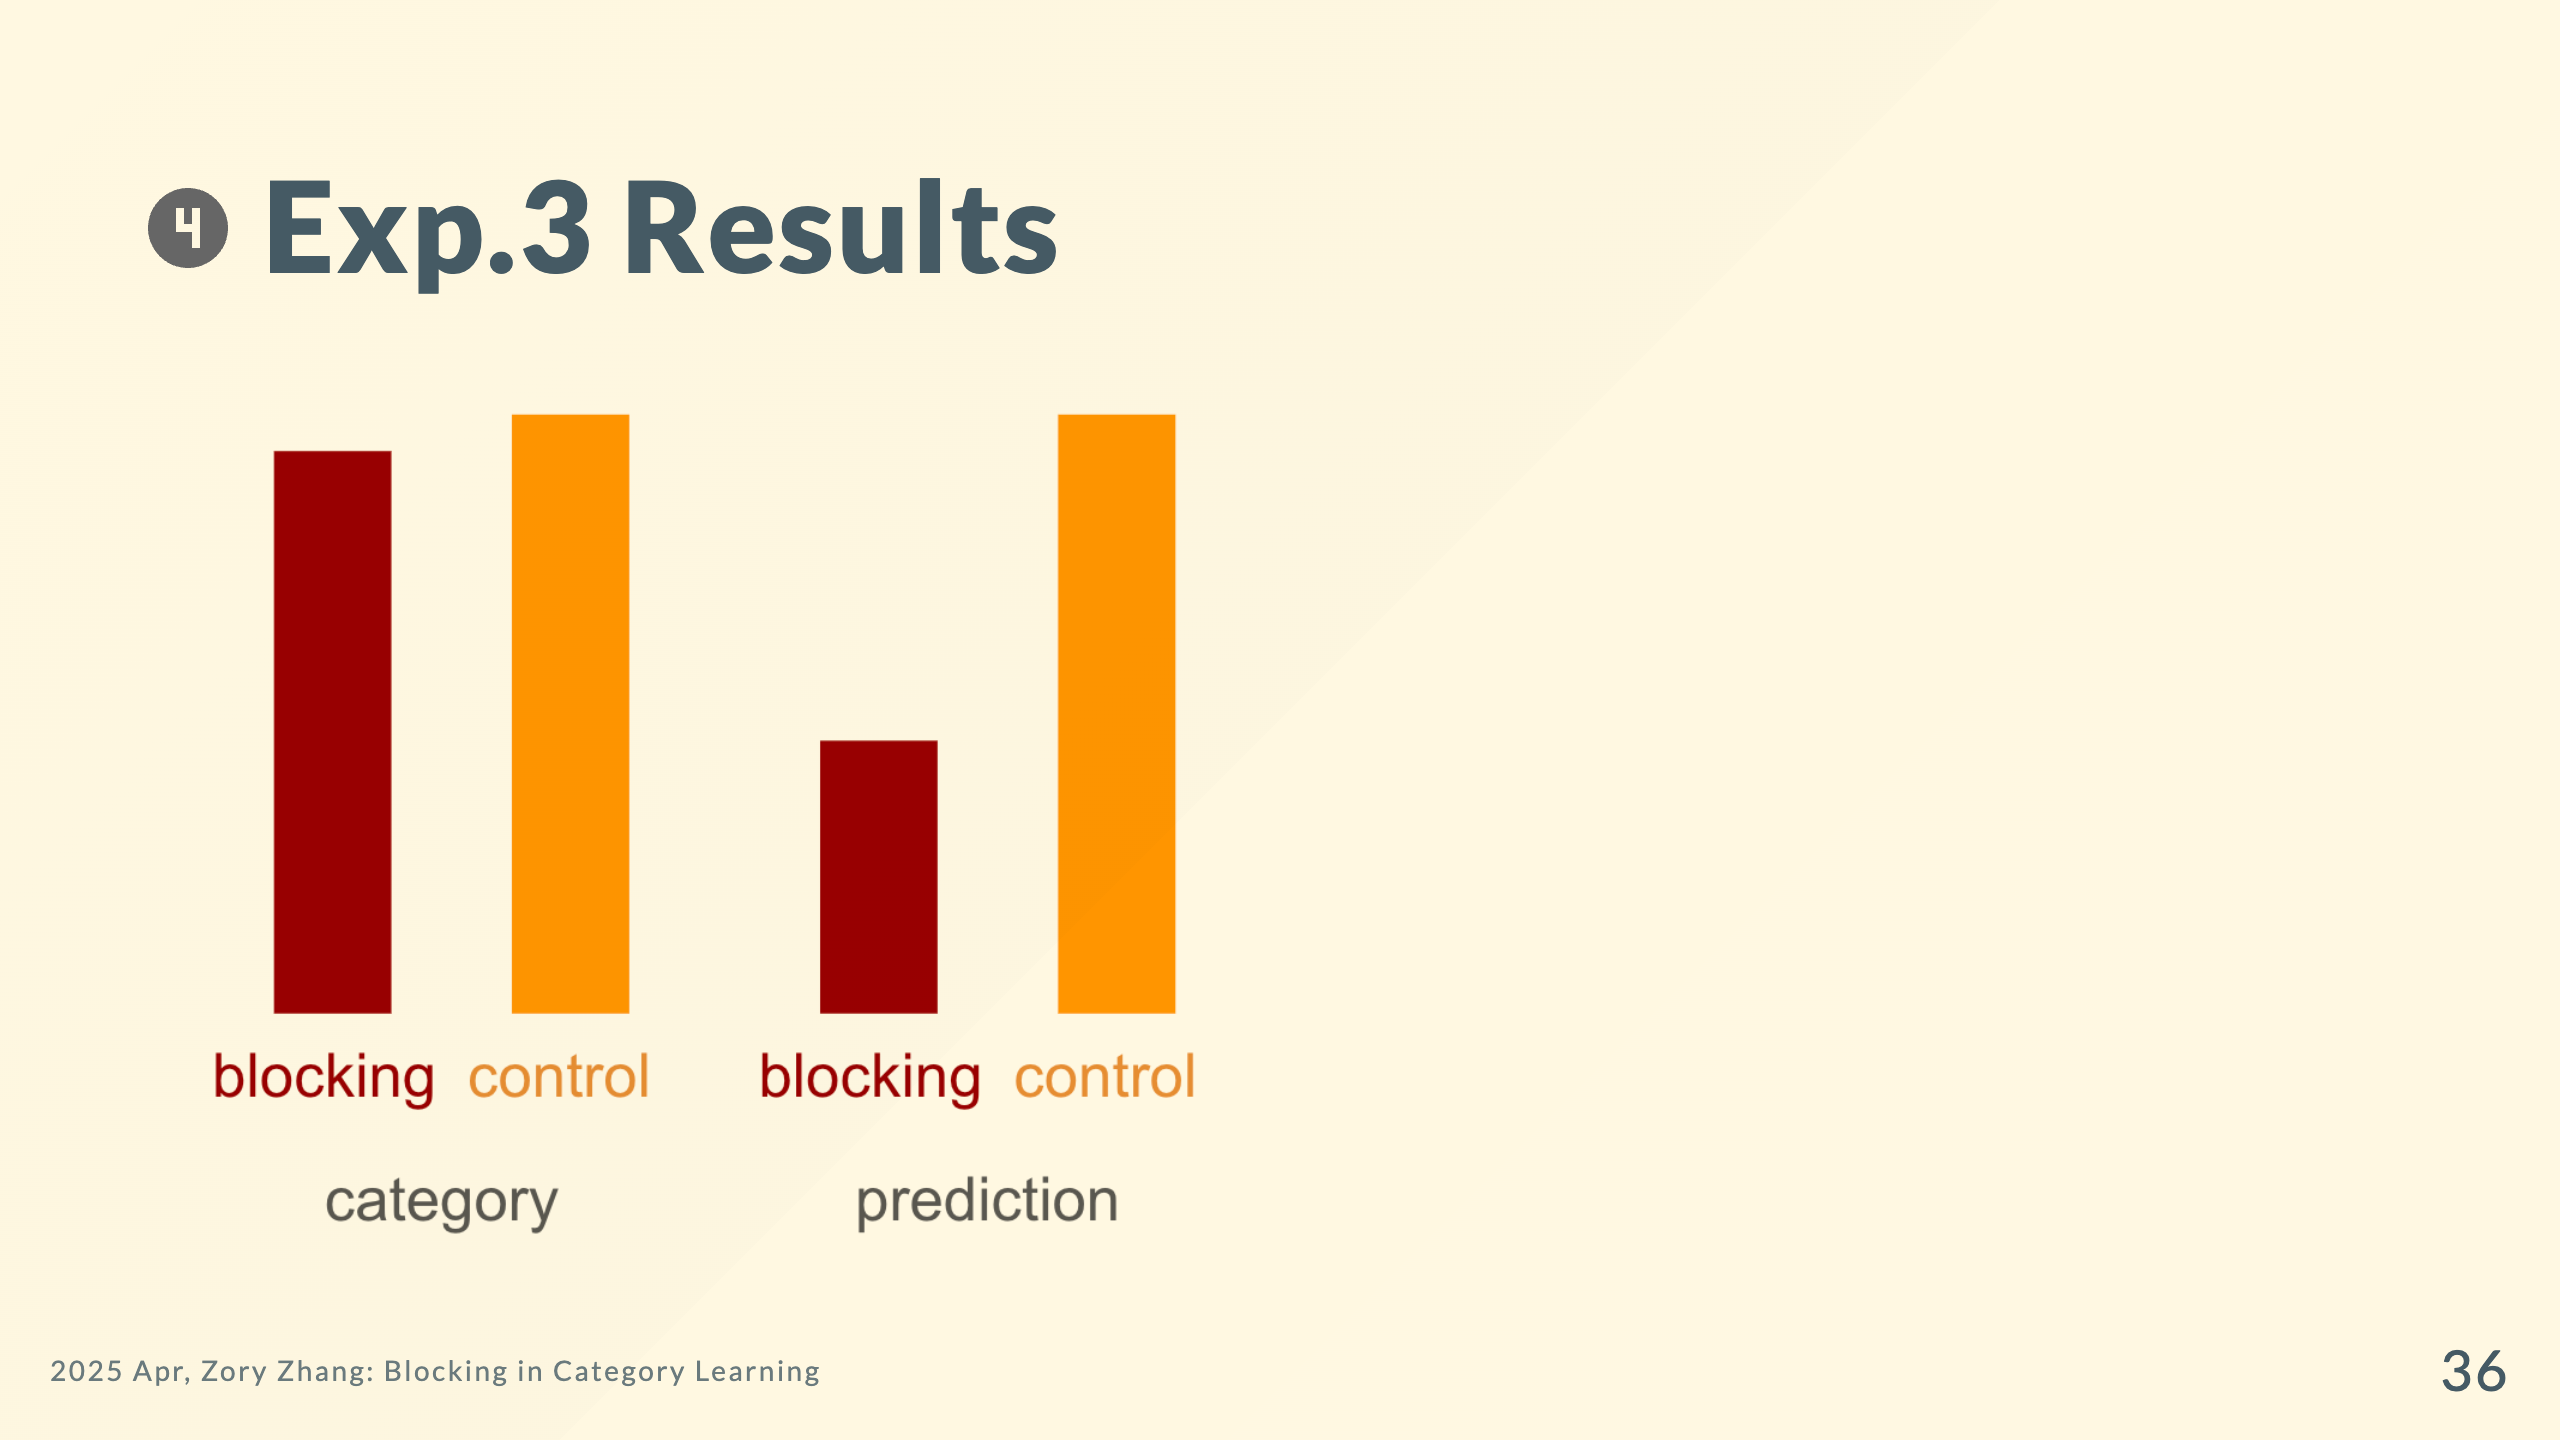 ❹ Exp.3 Results
blocking control blocking control
category prediction
2025 Apr, Zory Zhang: Blocking in Category Learning 36